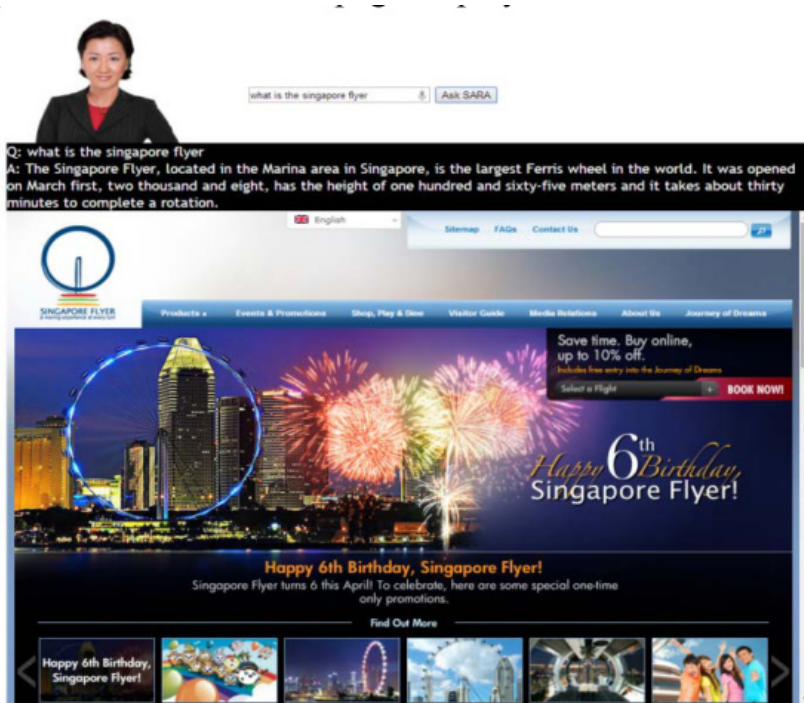 what is the singapore flyer
Ask SARA
Q: what is the singapore flyer
A: The Singapore Flyer, located in the Marina area in Singapore, is the largest Ferris wheel in the world. It was opened
on March first, two thousand and eight, has the height of one hundred and sixty-five meters and it takes about thirty
minutes to complete a rotation.
English
Sitemap FAQs Contact Us
SINGAPORE FLYER
A moving experience at every turn
Products Events & Promotions Shop, Play & Dine Visitor Guide Media Relations About Us Journey of Dreams
Save time. Buy online,
up to 10% off.
Includes free entry into the Journey of Dreams
Select a Flight
BOOK NOW!
Happy 6th Birthday,
Singapore Flyer!
Happy 6th Birthday, Singapore Flyer!
Singapore Flyer turns 6 this April! To celebrate, here are some special one-time
only promotions.
Find Out More
Happy 6th Birthday,
Singapore Flyer!